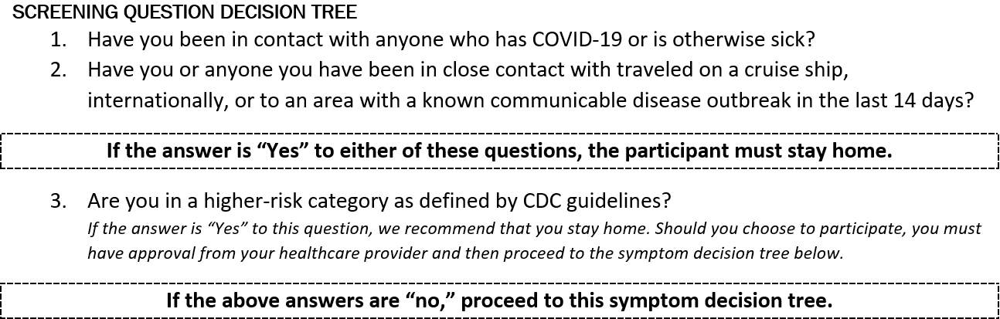 SCREENING QUESTION DECISION TREE
1. Have you been in contact with anyone who has COVID-19 or is otherwise sick?
2. Have you or anyone you have been in close contact with traveled on a cruise ship,
internationally, or to an area with a known communicable disease outbreak in the last 14 days?
If the answer is “Yes” to either of these questions, the participant must stay home.
3. Are you in a higher-risk category as defined by CDC guidelines?
If the answer is “Yes” to this question, we recommend that you stay home. Should you choose to participate, you must
have approval from your healthcare provider and then proceed to the symptom decision tree below.
If the above answers are “no,” proceed to this symptom decision tree.